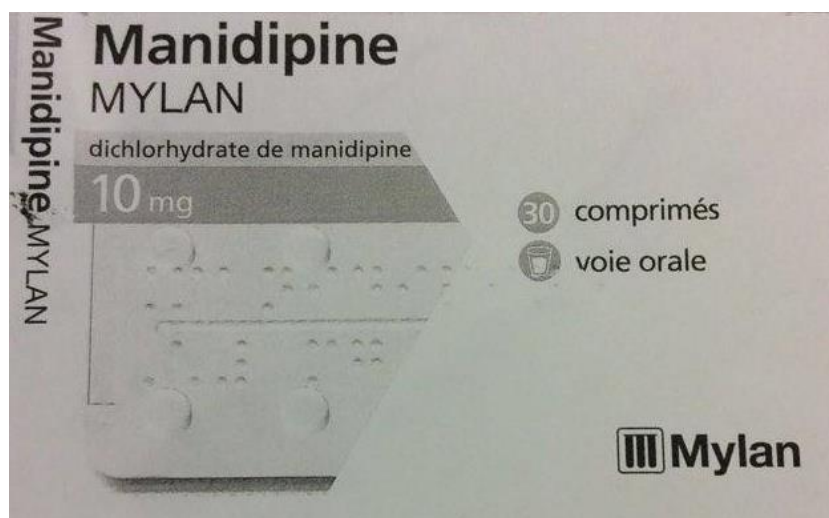 Manidipine MYLAN
Manidipine
MYLAN
dichlorhydrate de manidipine
10 mg
30 comprimés
voie orale
Mylan